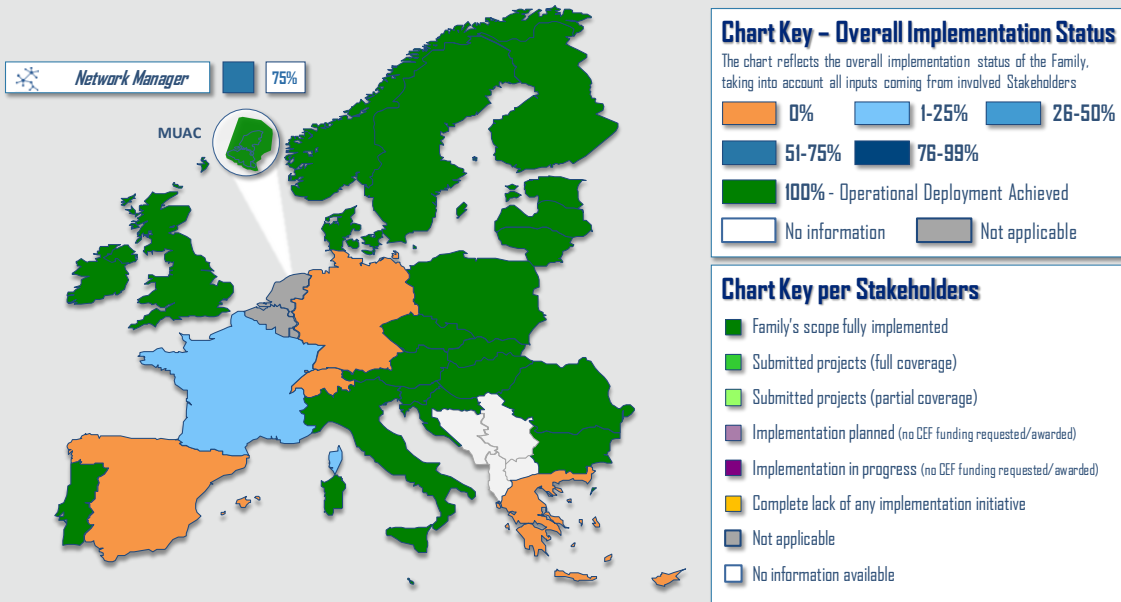 Network Manager
75%
MUAC
Chart Key – Overall Implementation Status
The chart reflects the overall implementation status of the Family,
taking into account all inputs coming from involved Stakeholders
0%
1-25%
26-50%
51-75%
76-99%
100% - Operational Deployment Achieved
No information
Not applicable
Chart Key per Stakeholders
Family's scope fully implemented
Submitted projects (full coverage)
Submitted projects (partial coverage)
Implementation planned (no CEF funding requested/awarded)
Implementation in progress (no CEF funding requested/awarded)
Complete lack of any implementation initiative
Not applicable
No information available